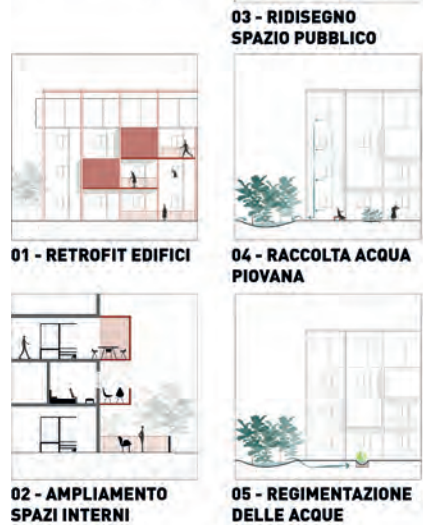 03 - RIDISEGNO
SPAZIO PUBBLICO
01 - RETROFIT EDIFICI
04 - RACCOLTA ACQUA
PIOVANA
02 - AMPLIAMENTO
SPAZI INTERNI
05 - REGIMENTAZIONE
DELLE ACQUE